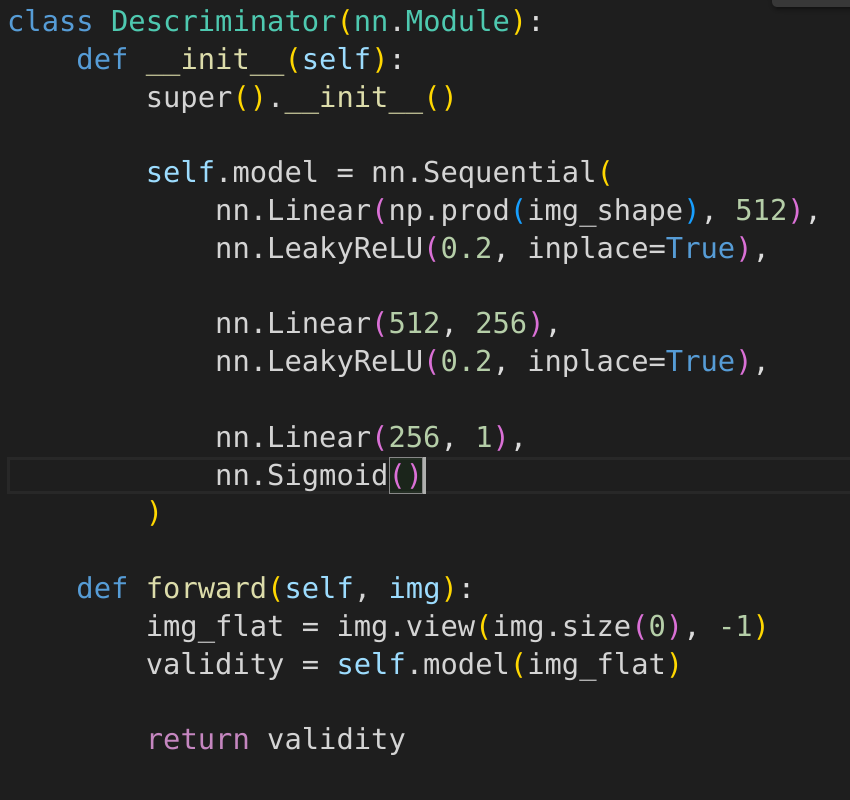 class Descriminator(nn.Module):
    def __init__(self):
        super().__init__()
        self.model = nn.Sequential(
            nn.Linear(np.prod(img_shape), 512),
            nn.LeakyReLU(0.2, inplace=True),
            nn.Linear(512, 256),
            nn.LeakyReLU(0.2, inplace=True),
            nn.Linear(256, 1),
            nn.Sigmoid()
        )
    def forward(self, img):
        img_flat = img.view(img.size(0), -1)
        validity = self.model(img_flat)
        return validity